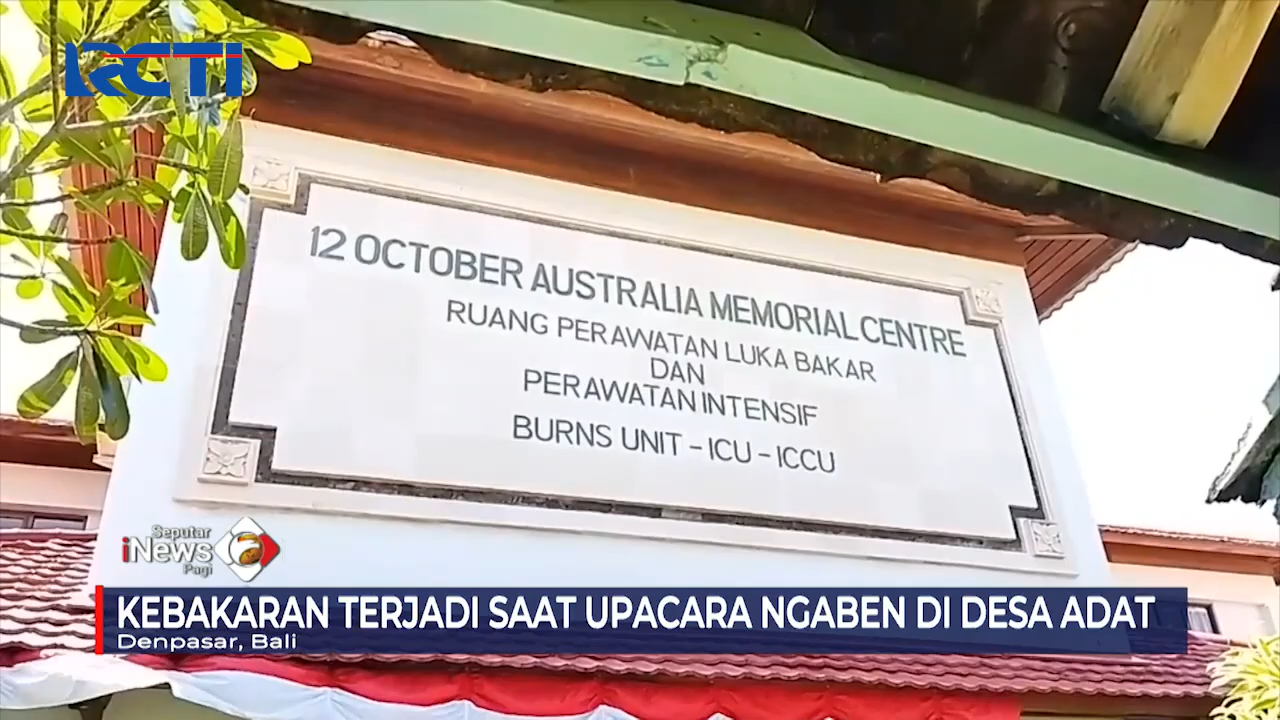 RCTI
12 OCTOBER AUSTRALIA MEMORIAL CENTRE
RUANG PERAWATAN LUKA BAKAR
DAN
PERAWATAN INTENSIF
BURNS UNIT - ICU - ICCU
Seputar
iNews
Pagi
KEBAKARAN TERJADI SAAT UPACARA NGABEN DI DESA ADAT
Denpasar, Bali